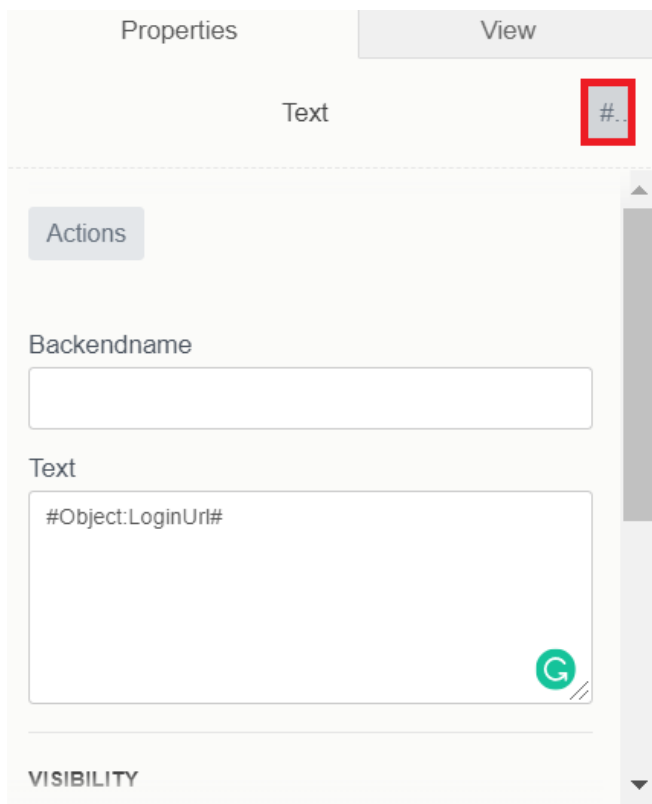 Properties View
Text #..
Actions
Backendname
Text
#Object:LoginUrl#
VISIBILITY